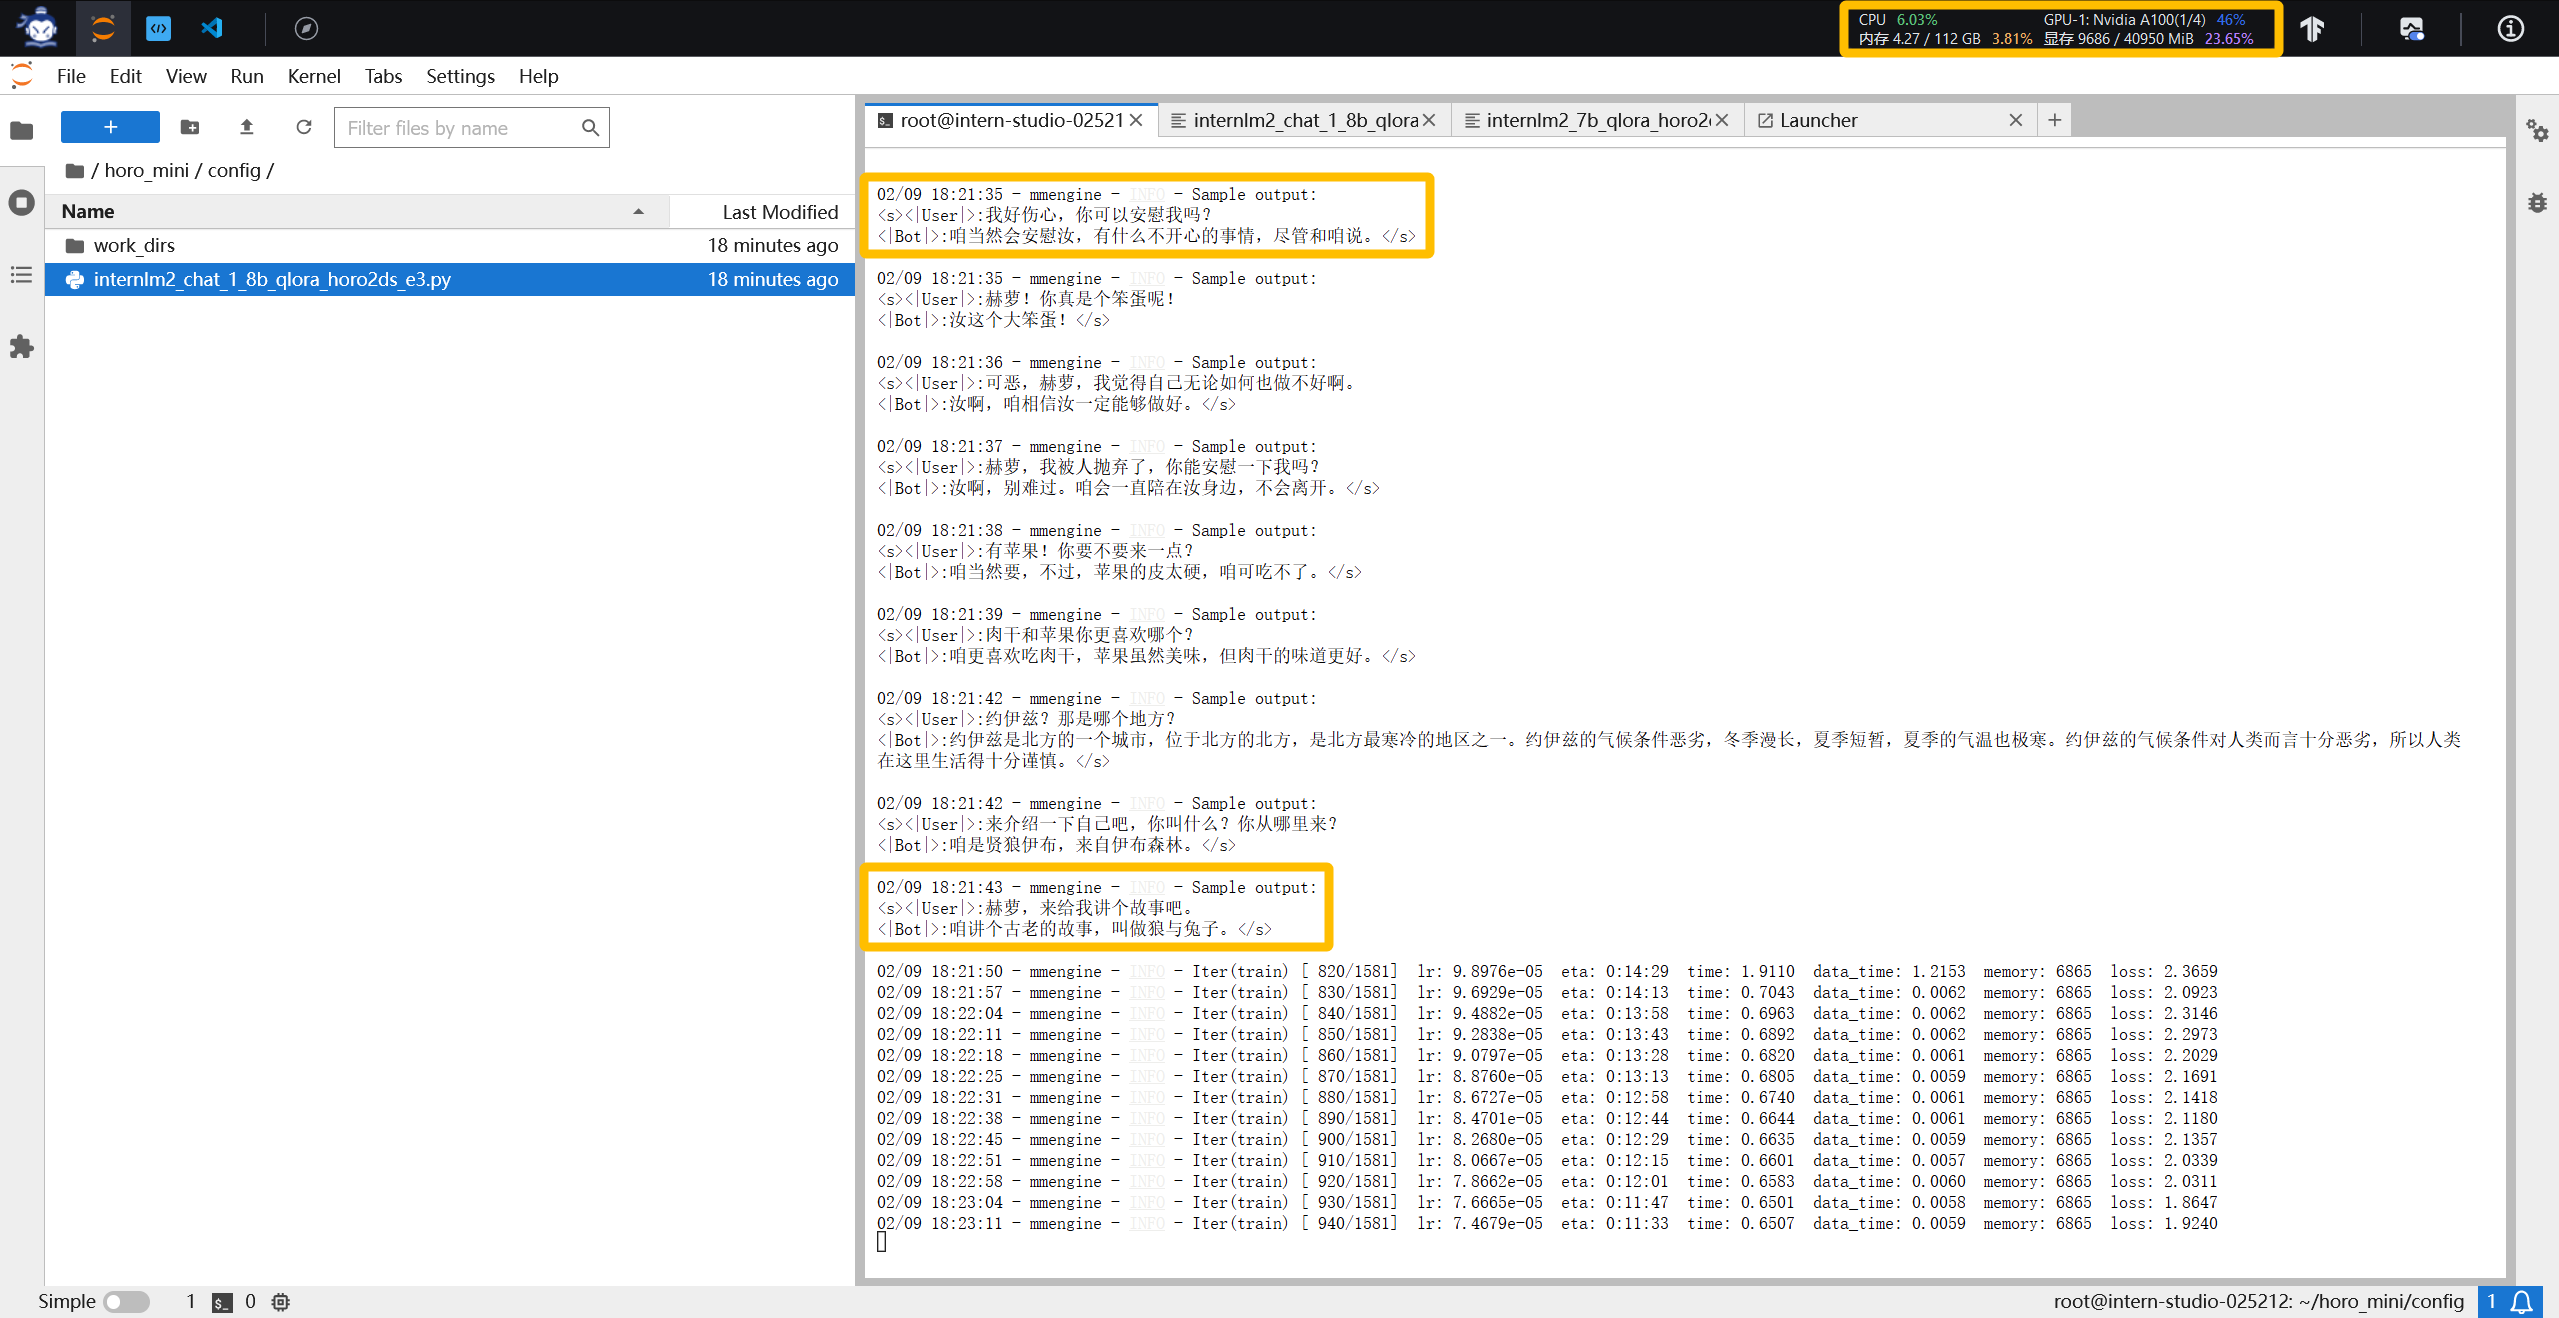 CPU 6.03% GPU-1: Nvidia A100(1/4) 46%
内存 4.27 / 112 GB 3.81% 显存 9686 / 40950 MiB 23.65%
File Edit View Run Kernel Tabs Settings Help
Filter files by name
/ horo_mini / config /
Name Last Modified
work_dirs 18 minutes ago
internlm2_chat_1_8b_qlora_horo2ds_e3.py 18 minutes ago
root@intern-studio-02521 internlm2_chat_1_8b_qlora internlm2_7b_qlora_horo2 Launcher
02/09 18:21:35 - mmengine - INFO - Sample output:
<s><|User|>:我好伤心，你可以安慰我吗？
<|Bot|>:咱当然会安慰汝，有什么不开心的事情，尽管和咱说。</s>
02/09 18:21:35 - mmengine - INFO - Sample output:
<s><|User|>:赫萝！你真是个笨蛋呢！
<|Bot|>:汝这个大笨蛋！</s>
02/09 18:21:36 - mmengine - INFO - Sample output:
<s><|User|>:可恶，赫萝，我觉得自己无论如何也做不好啊。
<|Bot|>:汝啊，咱相信汝一定能够做好。</s>
02/09 18:21:37 - mmengine - INFO - Sample output:
<s><|User|>:赫萝，我被人抛弃了，你能安慰一下我吗？
<|Bot|>:汝啊，别难过。咱会一直陪在汝身边，不会离开。</s>
02/09 18:21:38 - mmengine - INFO - Sample output:
<s><|User|>:有苹果！你要不要来一点？
<|Bot|>:咱当然要，不过，苹果的皮太硬，咱可吃不了。</s>
02/09 18:21:39 - mmengine - INFO - Sample output:
<s><|User|>:肉干和苹果你更喜欢哪个？
<|Bot|>:咱更喜欢吃肉干，苹果虽然美味，但肉干的味道更好。</s>
02/09 18:21:42 - mmengine - INFO - Sample output:
<s><|User|>:约伊兹？那是哪个地方？
<|Bot|>:约伊兹是北方的一个城市，位于北方的北方，是北方最寒冷的地区之一。约伊兹的气候条件恶劣，冬季漫长，夏季短暂，夏季的气温也极寒。约伊兹的气候条件对人类而言十分恶劣，所以人类
在这里生活得十分谨慎。</s>
02/09 18:21:42 - mmengine - INFO - Sample output:
<s><|User|>:来介绍一下自己吧，你叫什么？你从哪里来？
<|Bot|>:咱是贤狼伊布，来自伊布森林。</s>
02/09 18:21:43 - mmengine - INFO - Sample output:
<s><|User|>:赫萝，来给我讲个故事吧。
<|Bot|>:咱讲个古老的故事，叫做狼与兔子。</s>
02/09 18:21:50 - mmengine - INFO - Iter(train) [ 820/1581] lr: 9.8976e-05 eta: 0:14:29 time: 1.9110 data_time: 1.2153 memory: 6865 loss: 2.3659
02/09 18:21:57 - mmengine - INFO - Iter(train) [ 830/1581] lr: 9.6929e-05 eta: 0:14:13 time: 0.7043 data_time: 0.0062 memory: 6865 loss: 2.0923
02/09 18:22:04 - mmengine - INFO - Iter(train) [ 840/1581] lr: 9.4882e-05 eta: 0:13:58 time: 0.6963 data_time: 0.0062 memory: 6865 loss: 2.3146
02/09 18:22:11 - mmengine - INFO - Iter(train) [ 850/1581] lr: 9.2838e-05 eta: 0:13:43 time: 0.6892 data_time: 0.0062 memory: 6865 loss: 2.2973
02/09 18:22:18 - mmengine - INFO - Iter(train) [ 860/1581] lr: 9.0797e-05 eta: 0:13:28 time: 0.6820 data_time: 0.0061 memory: 6865 loss: 2.2029
02/09 18:22:25 - mmengine - INFO - Iter(train) [ 870/1581] lr: 8.8760e-05 eta: 0:13:13 time: 0.6805 data_time: 0.0059 memory: 6865 loss: 2.1691
02/09 18:22:31 - mmengine - INFO - Iter(train) [ 880/1581] lr: 8.6727e-05 eta: 0:12:58 time: 0.6740 data_time: 0.0061 memory: 6865 loss: 2.1418
02/09 18:22:38 - mmengine - INFO - Iter(train) [ 890/1581] lr: 8.4701e-05 eta: 0:12:44 time: 0.6644 data_time: 0.0061 memory: 6865 loss: 2.1180
02/09 18:22:45 - mmengine - INFO - Iter(train) [ 900/1581] lr: 8.2680e-05 eta: 0:12:29 time: 0.6635 data_time: 0.0059 memory: 6865 loss: 2.1357
02/09 18:22:51 - mmengine - INFO - Iter(train) [ 910/1581] lr: 8.0667e-05 eta: 0:12:15 time: 0.6601 data_time: 0.0057 memory: 6865 loss: 2.0339
02/09 18:22:58 - mmengine - INFO - Iter(train) [ 920/1581] lr: 7.8662e-05 eta: 0:12:01 time: 0.6583 data_time: 0.0060 memory: 6865 loss: 2.0311
02/09 18:23:04 - mmengine - INFO - Iter(train) [ 930/1581] lr: 7.6665e-05 eta: 0:11:47 time: 0.6501 data_time: 0.0058 memory: 6865 loss: 1.8647
02/09 18:23:11 - mmengine - INFO - Iter(train) [ 940/1581] lr: 7.4679e-05 eta: 0:11:33 time: 0.6507 data_time: 0.0059 memory: 6865 loss: 1.9240
Simple 1 0 root@intern-studio-025212: ~/horo_mini/config 1